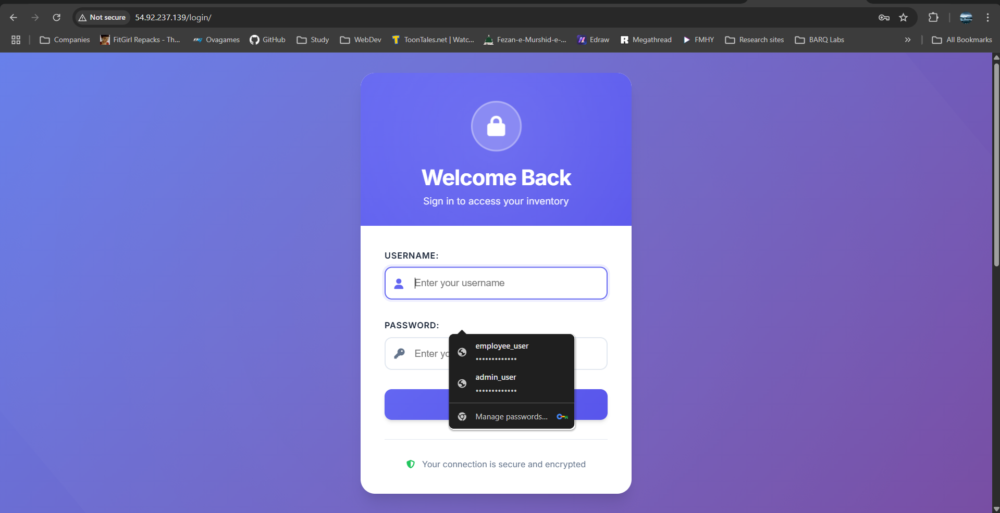 Not secure
54.92.237.139/login/
Companies
FitGirl Repacks - Th...
Ovagames
GitHub
Study
WebDev
ToonTales.net | Watc...
Fezan-e-Murshid-e-...
Edraw
Megathread
FMHY
Research sites
BARQ Labs
»
All Bookmarks
Welcome Back
Sign in to access your inventory
USERNAME:
Enter your username
PASSWORD:
Enter yo
employee_user
•••••••••••••
admin_user
•••••••••••••
Manage passwords...
Your connection is secure and encrypted